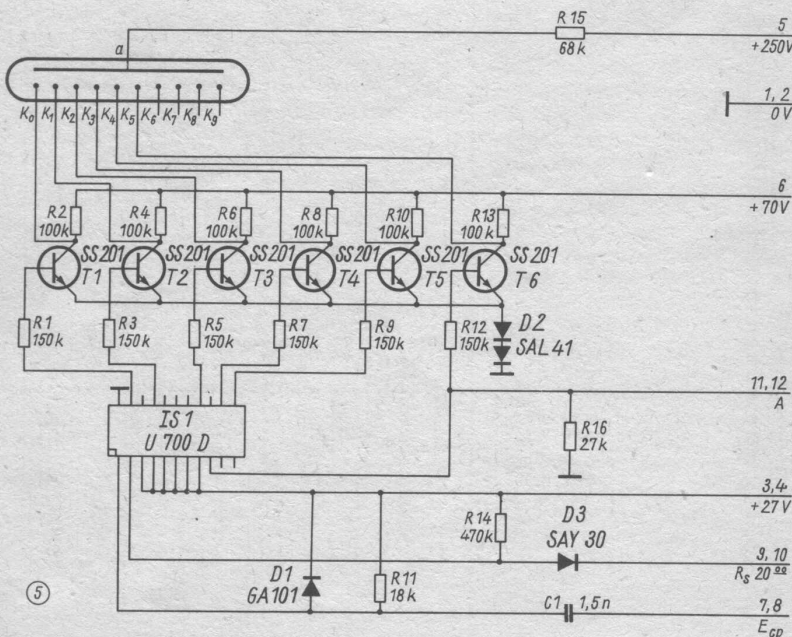 R 15
68k
5
+250V
a
1, 2
0V
K₀ K₁ K₂ K₃ K₄ K₅ K₆ K₇ K₈ K₉
6
+70V
R2
100k
R4
100k
R6
100k
R8
100k
R10
100k
R13
100k
SS201
T1
SS201
T2
SS201
T3
SS201
T4
SS201
T5
SS201
T6
R1
150k
R3
150k
R5
150k
R7
150k
R9
150k
R12
150k
D2
SAL 41
11, 12
A
IS 1
U 700 D
R16
27k
3,4
+27V
R14
470k
D3
SAY 30
9, 10
Rs 20⁰⁰
D1
GA101
R11
18k
C1 1,5n
7,8
E_CD
5